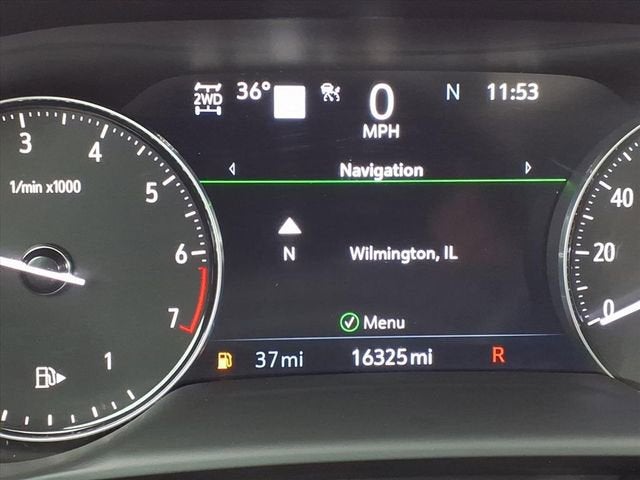 2WD 36° 0 N 11:53
MPH
Navigation
N Wilmington, IL
Menu
37mi 16325mi R
1/min x1000
1 3 4 5 6 7
0 20 40